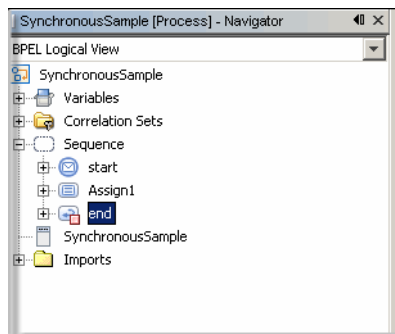 SynchronousSample [Process] - Navigator
BPEL Logical View
SynchronousSample
Variables
Correlation Sets
Sequence
start
Assign1
end
SynchronousSample
Imports